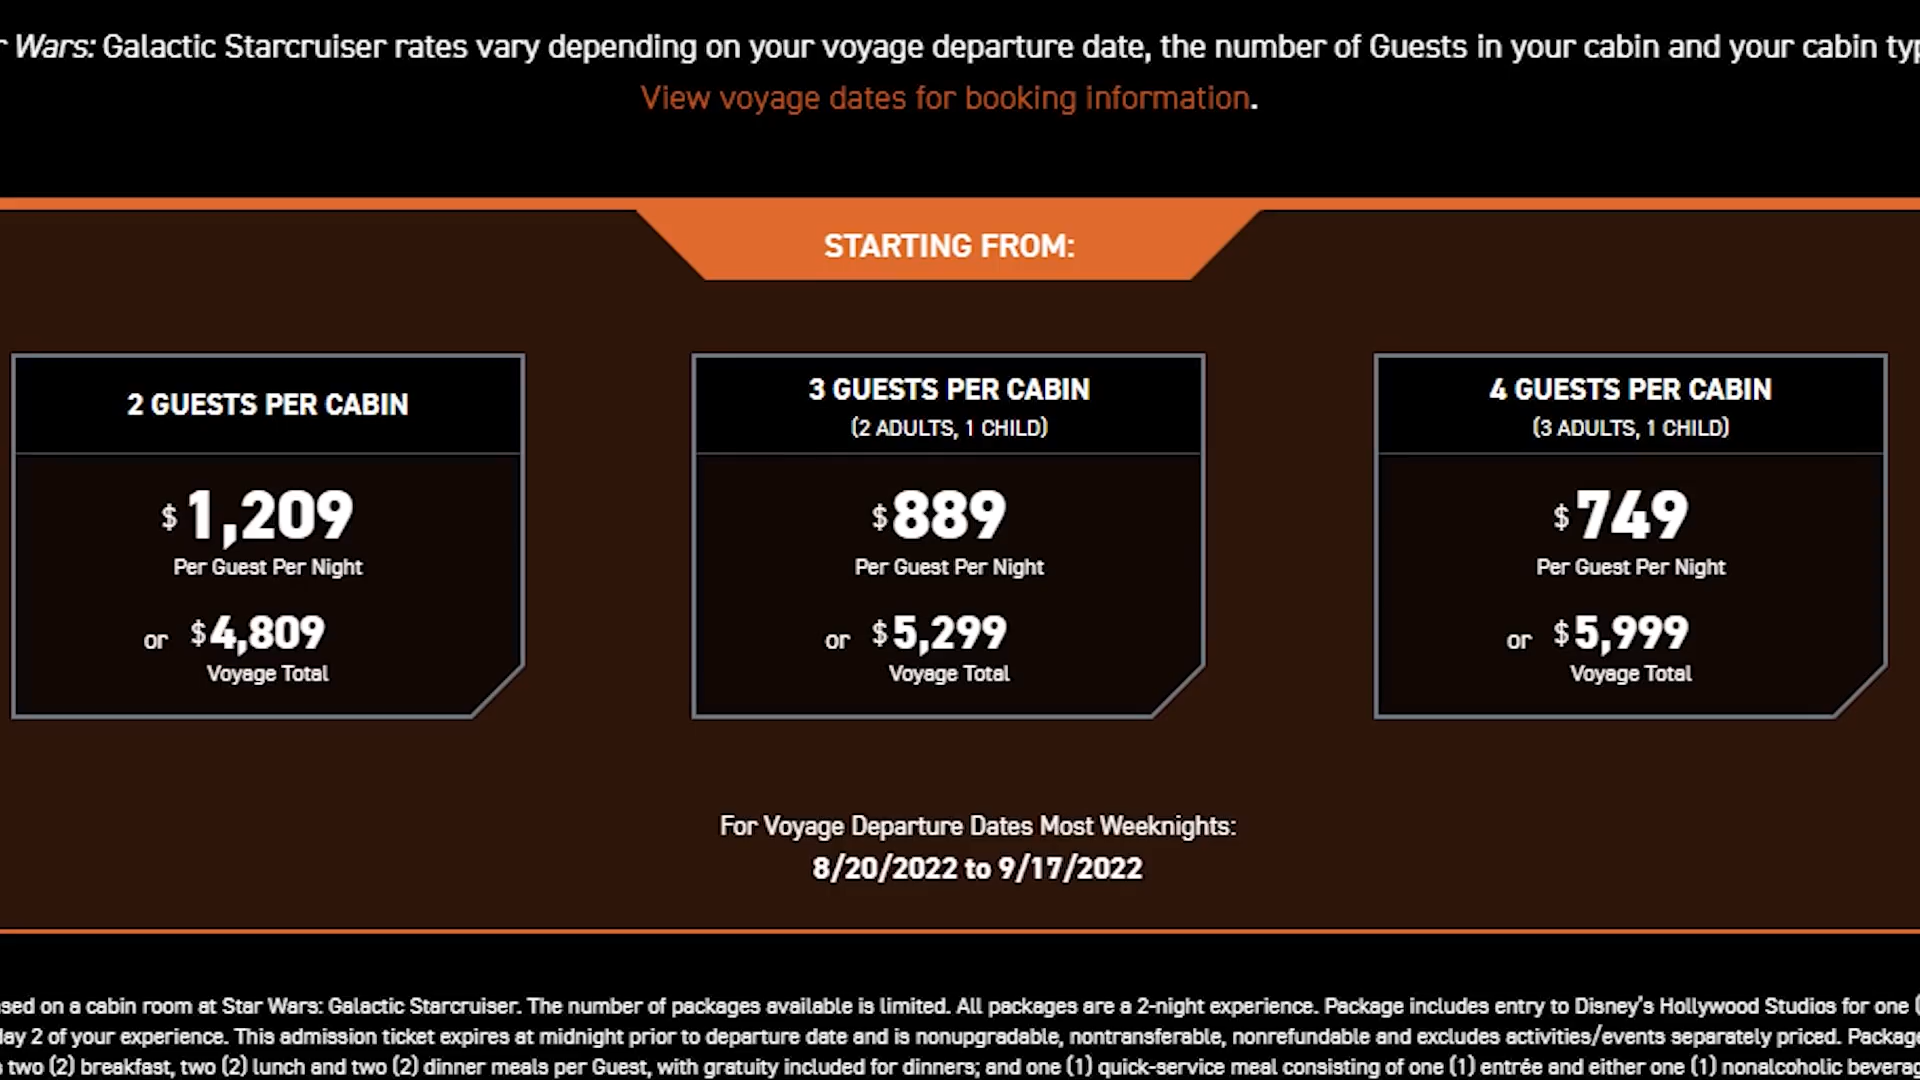 Wars: Galactic Starcruiser rates vary depending on your voyage departure date, the number of Guests in your cabin and your cabin
View voyage dates for booking information.
STARTING FROM:
2 GUESTS PER CABIN
$1,209
Per Guest Per Night
or $4,809
Voyage Total
3 GUESTS PER CABIN
(2 ADULTS, 1 CHILD)
$889
Per Guest Per Night
or $5,299
Voyage Total
4 GUESTS PER CABIN
(3 ADULTS, 1 CHILD)
$749
Per Guest Per Night
or $5,999
Voyage Total
For Voyage Departure Dates Most Weeknights:
8/20/2022 to 9/17/2022
on a cabin room at Star Wars: Galactic Starcruiser. The number of packages available is limited. All packages are a 2-night experience. Package includes entry to Disney's Hollywood Studios for one
2 of your experience. This admission ticket expires at midnight prior to departure date and is nonupgradable, nontransferable, nonrefundable and excludes activities/events separately priced. Package
two (2) breakfast, two (2) lunch and two (2) dinner meals per Guest, with gratuity included for dinners; and one (1) quick-service meal consisting of one (1) entrée and either one (1) nonalcoholic